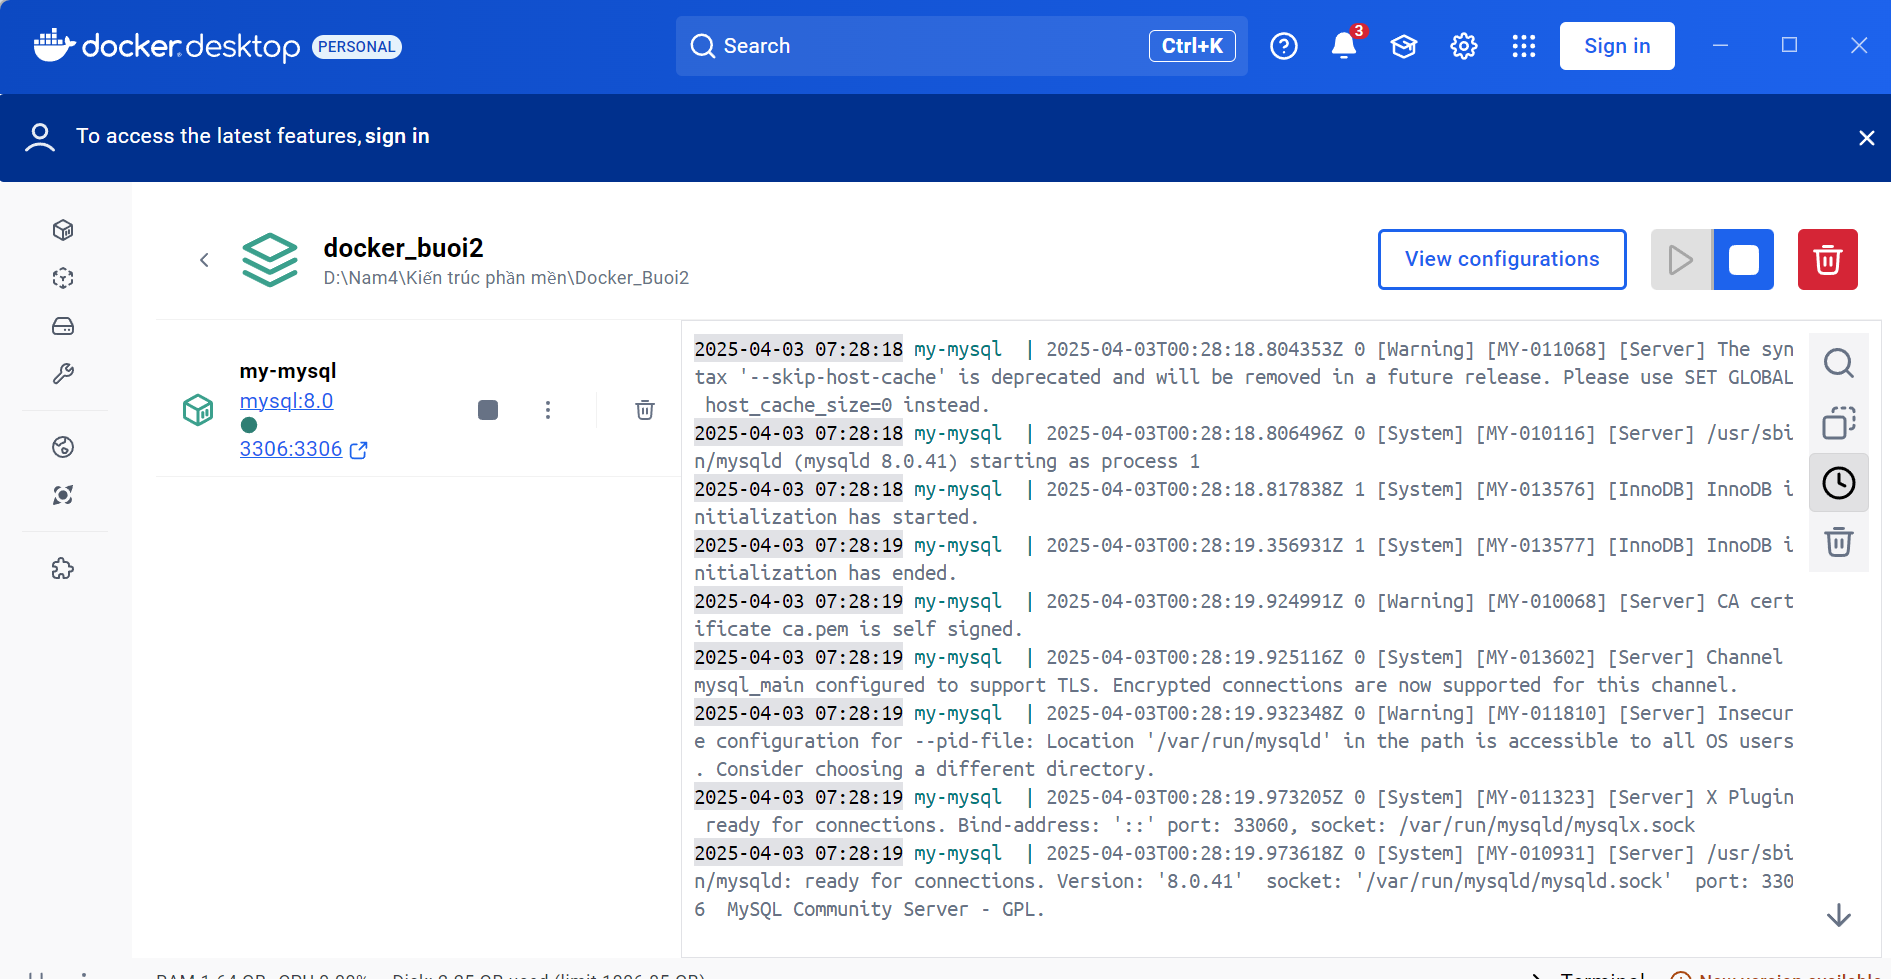 docker desktop PERSONAL
Search
Ctrl+K
3
Sign in
To access the latest features, sign in
docker_buoi2
D:\Nam4\Kiến trúc phần mền\Docker_Buoi2
View configurations
my-mysql
mysql:8.0
3306:3306
2025-04-03 07:28:18 my-mysql  | 2025-04-03T00:28:18.804353Z 0 [Warning] [MY-011068] [Server] The syn
tax '--skip-host-cache' is deprecated and will be removed in a future release. Please use SET GLOBAL
 host_cache_size=0 instead.
2025-04-03 07:28:18 my-mysql  | 2025-04-03T00:28:18.806496Z 0 [System] [MY-010116] [Server] /usr/sbi
n/mysqld (mysqld 8.0.41) starting as process 1
2025-04-03 07:28:18 my-mysql  | 2025-04-03T00:28:18.817838Z 1 [System] [MY-013576] [InnoDB] InnoDB i
nitialization has started.
2025-04-03 07:28:19 my-mysql  | 2025-04-03T00:28:19.356931Z 1 [System] [MY-013577] [InnoDB] InnoDB i
nitialization has ended.
2025-04-03 07:28:19 my-mysql  | 2025-04-03T00:28:19.924991Z 0 [Warning] [MY-010068] [Server] CA cert
ificate ca.pem is self signed.
2025-04-03 07:28:19 my-mysql  | 2025-04-03T00:28:19.925116Z 0 [System] [MY-013602] [Server] Channel
mysql_main configured to support TLS. Encrypted connections are now supported for this channel.
2025-04-03 07:28:19 my-mysql  | 2025-04-03T00:28:19.932348Z 0 [Warning] [MY-011810] [Server] Insecur
e configuration for --pid-file: Location '/var/run/mysqld' in the path is accessible to all OS users
. Consider choosing a different directory.
2025-04-03 07:28:19 my-mysql  | 2025-04-03T00:28:19.973205Z 0 [System] [MY-011323] [Server] X Plugin
 ready for connections. Bind-address: '::' port: 33060, socket: /var/run/mysqld/mysqlx.sock
2025-04-03 07:28:19 my-mysql  | 2025-04-03T00:28:19.973618Z 0 [System] [MY-010931] [Server] /usr/sbi
n/mysqld: ready for connections. Version: '8.0.41'  socket: '/var/run/mysqld/mysqld.sock'  port: 330
6  MySQL Community Server - GPL.
Terminal
New version available